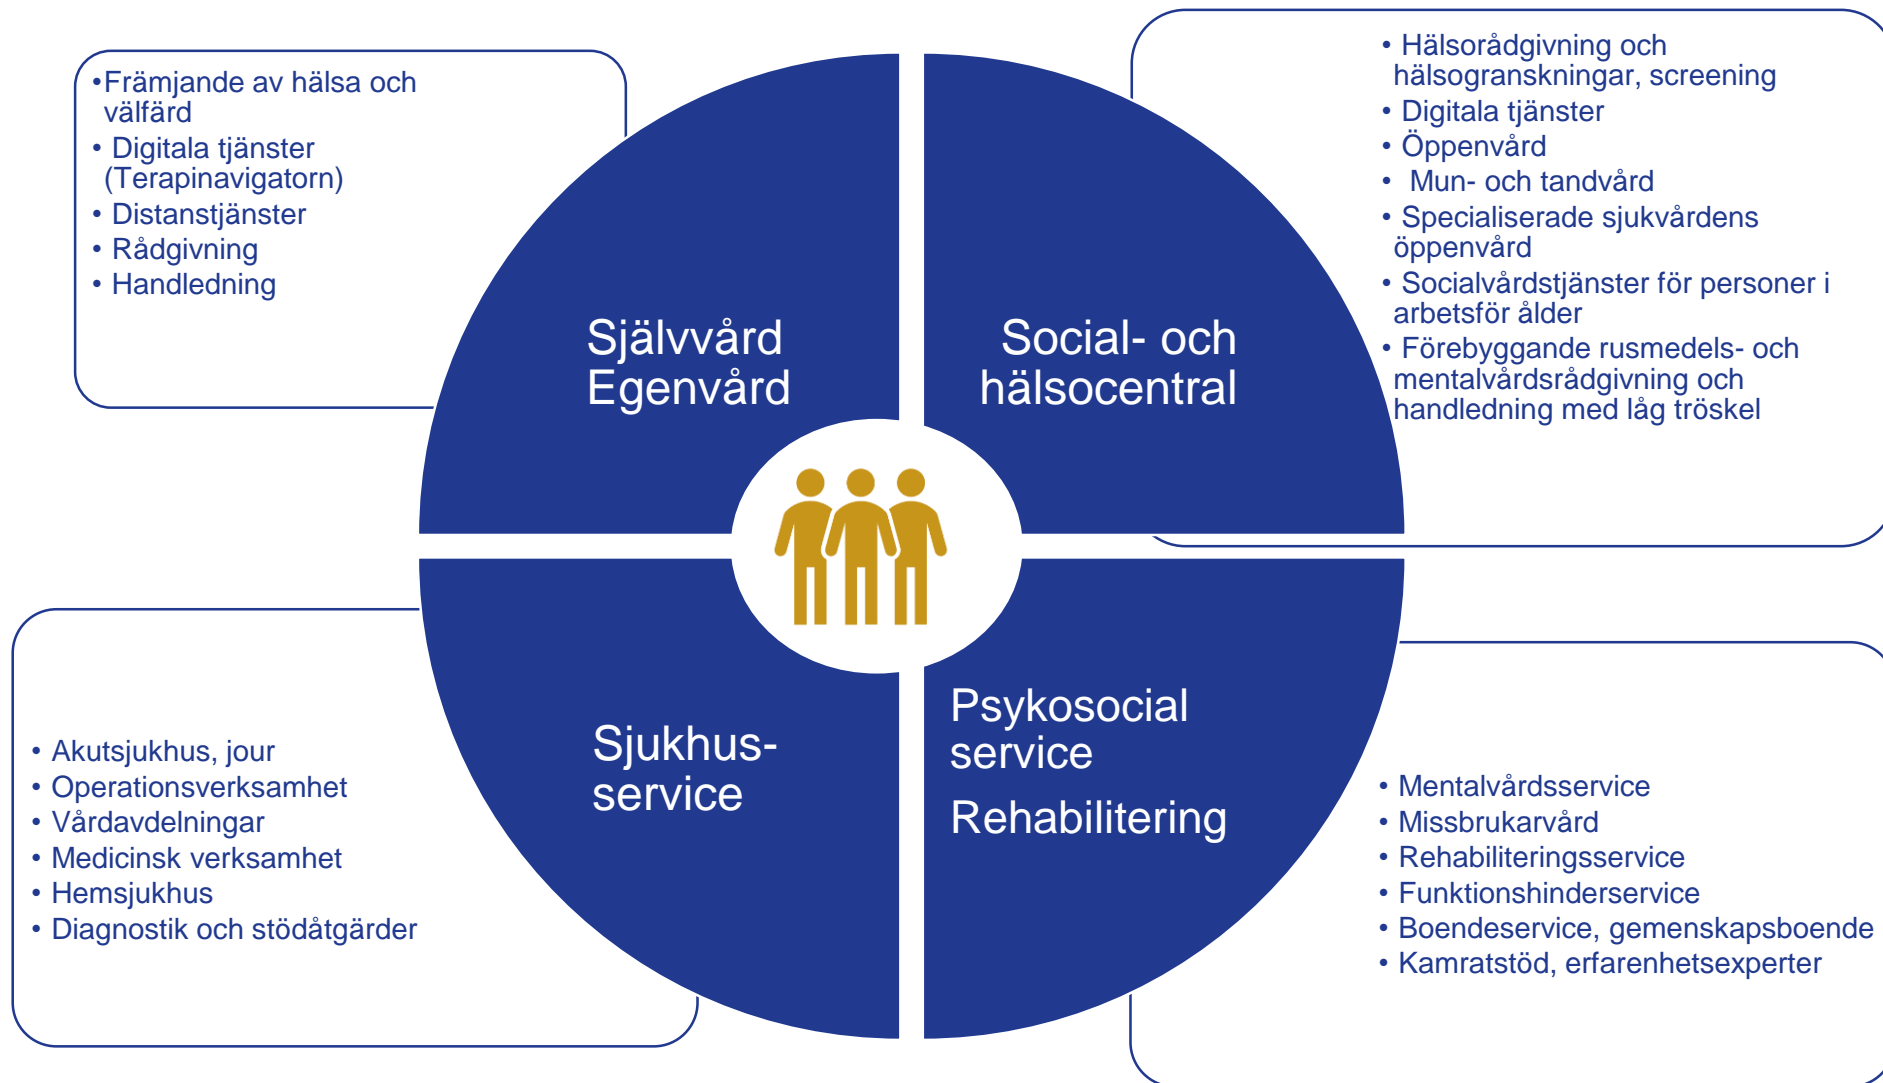 •Främjande av hälsa och
välfärd
• Digitala tjänster
(Terapinavigatorn)
• Distanstjänster
• Rådgivning
• Handledning
Självvård
Egenvård
• Hälsorådgivning och
hälsogranskningar, screening
• Digitala tjänster
• Öppenvård
• Mun- och tandvård
• Specialiserade sjukvårdens
öppenvård
• Socialvårdstjänster för personer i
arbetsför ålder
• Förebyggande rusmedels- och
mentalvårdsrådgivning och
handledning med låg tröskel
Social- och
hälsocentral
• Akutsjukhus, jour
• Operationsverksamhet
• Vårdavdelningar
• Medicinsk verksamhet
• Hemsjukhus
• Diagnostik och stödåtgärder
Sjukhus-
service
Psykosocial
service
Rehabilitering
• Mentalvårdsservice
• Missbrukarvård
• Rehabiliteringsservice
• Funktionshinderservice
• Boendeservice, gemenskapsboende
• Kamratstöd, erfarenhetsexperter